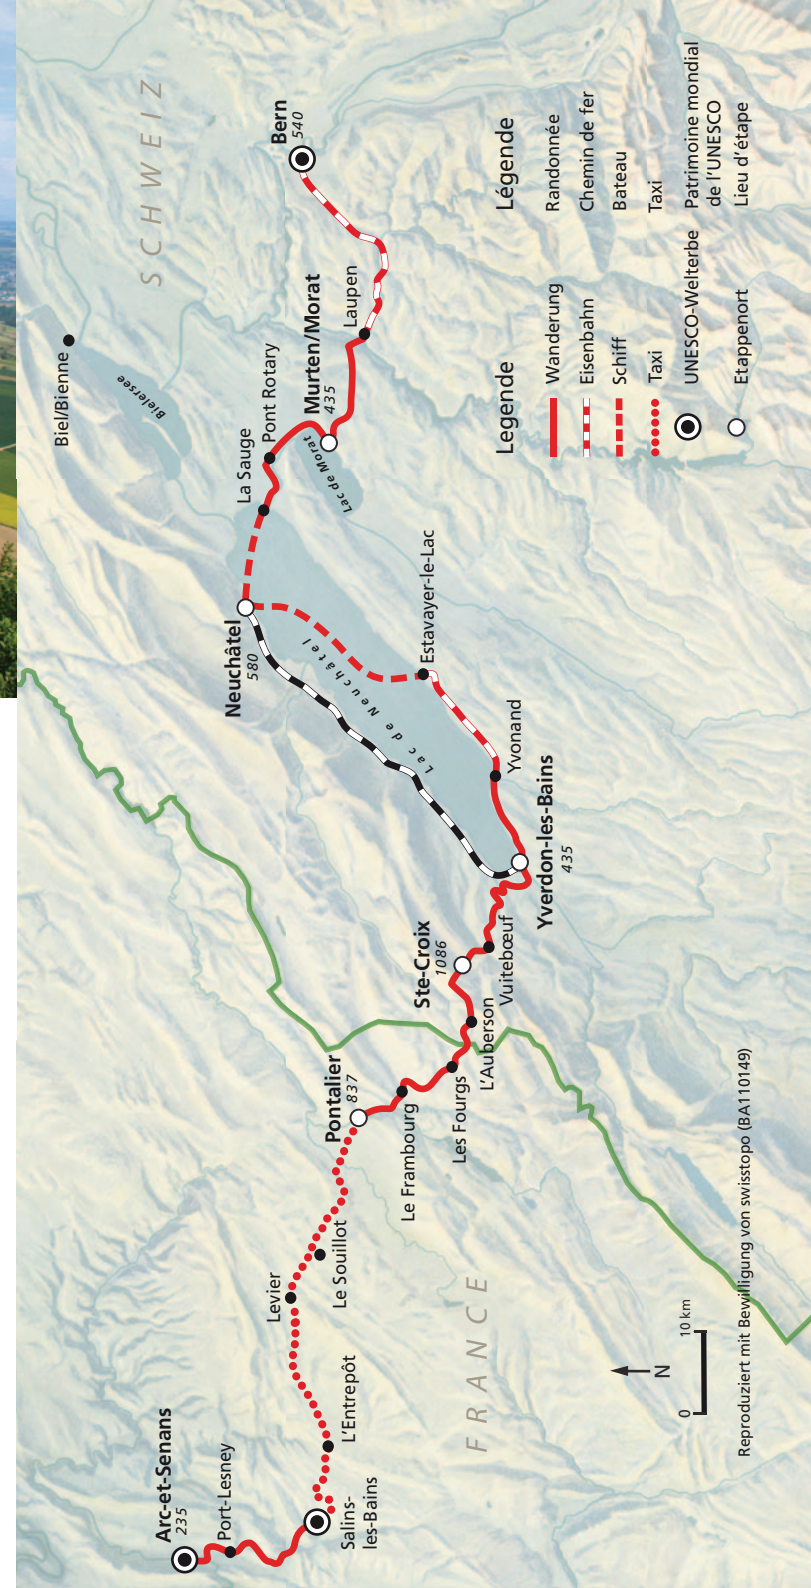 SCHWEIZ
Bern
540
Biel/Bienne
Bielersee
Laupen
Murten/Morat
435
Lac de Morat
Pont Rotary
La Sauge
Neuchâtel
580
Lac de Neuchâtel
Estavayer-le-Lac
Yvonand
Yverdon-les-Bains
435
Vuitebœuf
Ste-Croix
1086
L'Auberson
Les Fourgs
Le Frambourg
Pontalier
837
Le Souillot
Levier
L'Entrepôt
Salins-
les-Bains
Port-Lesney
Arc-et-Senans
235
FRANCE
Legende
Légende
Wanderung
Randonnée
Eisenbahn
Chemin de fer
Schiff
Bateau
Taxi
Taxi
UNESCO-Welterbe
Patrimoine mondial
de l'UNESCO
Etappenort
Lieu d'étape
N
0
10 km
Reproduziert mit Bewilligung von swisstopo (BA110149)